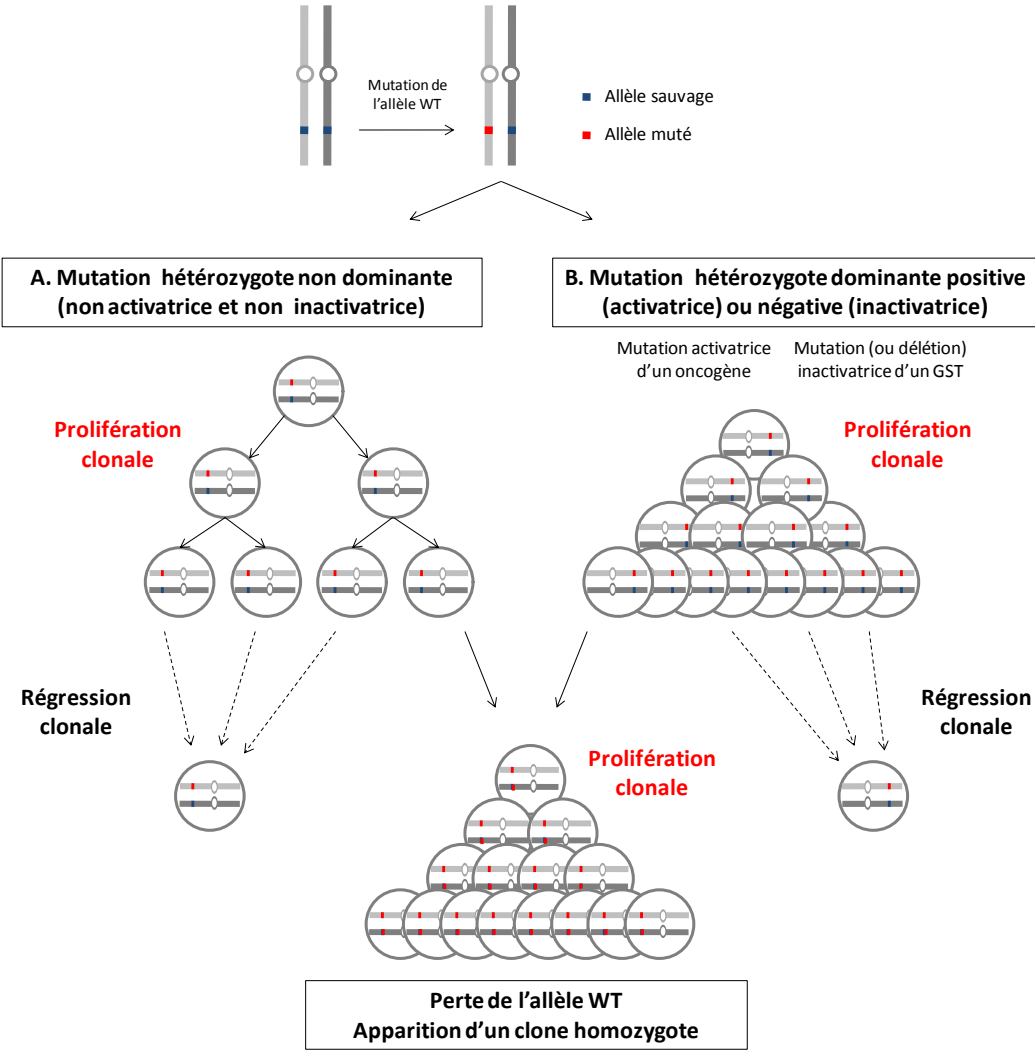 Mutation de
l'allèle WT
Allèle sauvage
Allèle muté
A. Mutation hétérozygote non dominante
(non activatrice et non inactivatrice)
B. Mutation hétérozygote dominante positive
(activatrice) ou négative (inactivatrice)
Mutation activatrice
d'un oncogène
Mutation (ou délétion)
inactivatrice d'un GST
Prolifération
clonale
Prolifération
clonale
Régression
clonale
Régression
clonale
Prolifération
clonale
Perte de l'allèle WT
Apparition d'un clone homozygote